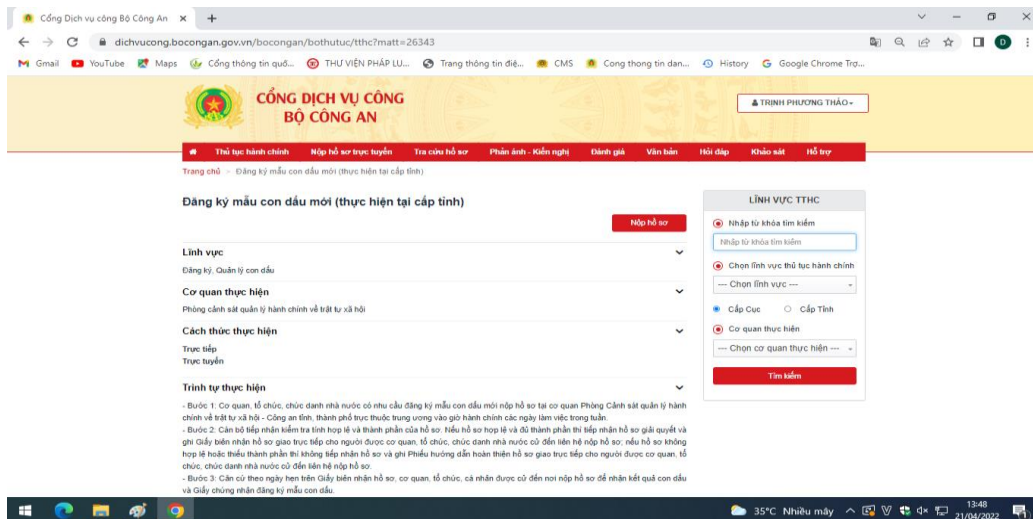 Cổng Dịch vụ công Bộ Công An
dichvucong.bocongan.gov.vn/bocongan/bothutuc/tthc?matt=26343
Gmail YouTube Maps Cổng thông tin quố... THƯ VIỆN PHÁP LU... Trang thông tin điệ... CMS Cong thong tin dan... History Google Chrome Trợ...
D
CỔNG DỊCH VỤ CÔNG
BỘ CÔNG AN
TRỊNH PHƯƠNG THẢO
Thủ tục hành chính Nộp hồ sơ trực tuyến Tra cứu hồ sơ Phản ánh - Kiến nghị Đánh giá Văn bản Hỏi đáp Khảo sát Hỗ trợ
Trang chủ > Đăng ký mẫu con dấu mới (thực hiện tại cấp tỉnh)
Đăng ký mẫu con dấu mới (thực hiện tại cấp tỉnh)
Nộp hồ sơ
Lĩnh vực
Đăng ký, Quản lý con dấu
Cơ quan thực hiện
Phòng cảnh sát quản lý hành chính về trật tự xã hội
Cách thức thực hiện
Trực tiếp
Trực tuyến
Trình tự thực hiện
- Bước 1: Cơ quan, tổ chức, chức danh nhà nước có nhu cầu đăng ký mẫu con dấu mới nộp hồ sơ tại cơ quan Phòng Cảnh sát quản lý hành
chính về trật tự xã hội - Công an tỉnh, thành phố trực thuộc trung ương vào giờ hành chính các ngày làm việc trong tuần.
- Bước 2: Cán bộ tiếp nhận kiểm tra tính hợp lệ và thành phần của hồ sơ. Nếu hồ sơ hợp lệ và đủ thành phần thì tiếp nhận hồ sơ giải quyết và
ghi Giấy biên nhận hồ sơ giao trực tiếp cho người được cơ quan, tổ chức, chức danh nhà nước cử đến liên hệ nộp hồ sơ; nếu hồ sơ không
hợp lệ hoặc thiếu thành phần thì không tiếp nhận hồ sơ và ghi Phiếu hướng dẫn hoàn thiện hồ sơ giao trực tiếp cho người được cơ quan, tổ
chức, chức danh nhà nước cử đến liên hệ nộp hồ sơ.
- Bước 3: Căn cứ theo ngày hẹn trên Giấy biên nhận hồ sơ, cơ quan, tổ chức, cá nhân được cử đến nơi nộp hồ sơ để nhận kết quả con dấu
và Giấy chứng nhận đăng ký mẫu con dấu.
LĨNH VỰC TTHC
Nhập từ khóa tìm kiếm
Nhập từ khóa tìm kiếm
Chọn lĩnh vực thủ tục hành chính
--- Chọn lĩnh vực ---
Cấp Cục Cấp Tỉnh
Cơ quan thực hiện
--- Chọn cơ quan thực hiện ---
Tìm kiếm
35°C Nhiều mây
13:48
21/04/2022